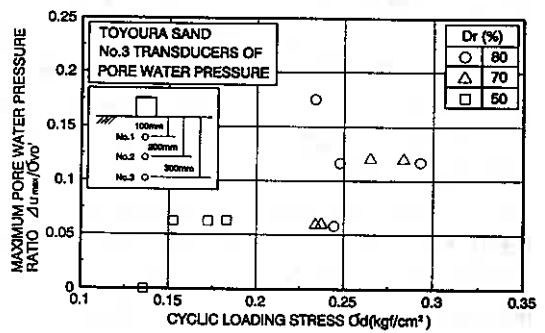 TOYOURA SAND
No.3 TRANSDUCERS OF
PORE WATER PRESSURE
100mm
No.1
200mm
No.2
300mm
No.3
Dr (%)
80
70
50
MAXIMUM PORE WATER PRESSURE
RATIO Δumax/σvo'
0.25
0.2
0.15
0.1
0.05
0
0.1
0.15
0.2
0.25
0.3
0.35
CYCLIC LOADING STRESS σd(kgf/cm²)